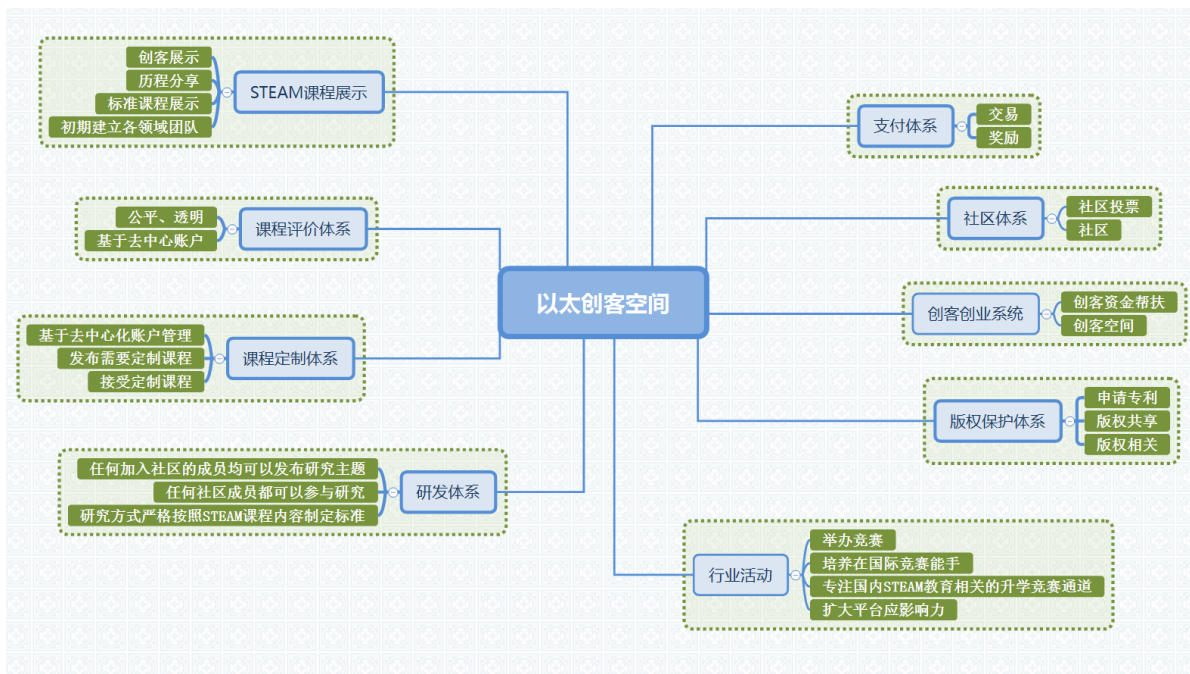 以太创客空间
STEAM课程展示
创客展示
历程分享
标准课程展示
初期建立各领域团队
课程评价体系
公平、透明
基于去中心账户
课程定制体系
基于去中心化账户管理
发布需要定制课程
接受定制课程
研发体系
任何加入社区的成员均可以发布研究主题
任何社区成员都可以参与研究
研究方式严格按照STEAM课程内容制定标准
支付体系
交易
奖励
社区体系
社区投票
社区
创客创业系统
创客资金帮扶
创客空间
版权保护体系
申请专利
版权共享
版权相关
行业活动
举办竞赛
培养在国际竞赛能手
专注国内STEAM教育相关的升学竞赛通道
扩大平台应影响力